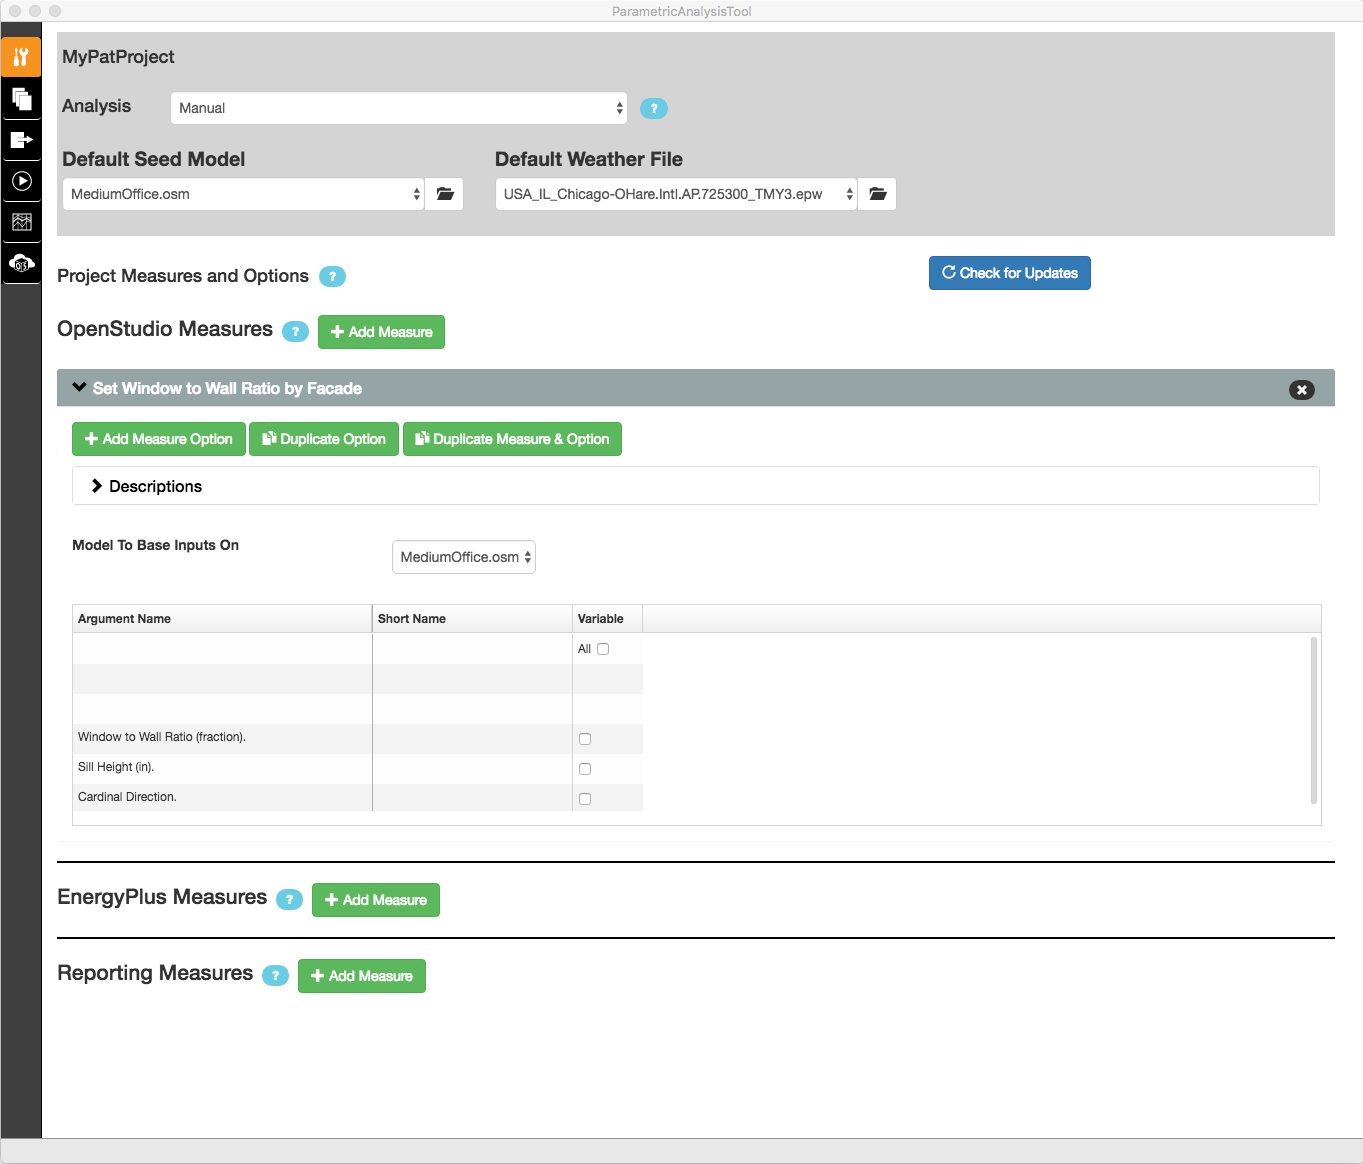 ParametricAnalysisTool
MyPatProject
Analysis
Manual
?
Default Seed Model
Default Weather File
MediumOffice.osm
USA_IL_Chicago-OHare.Intl.AP.725300_TMY3.epw
Project Measures and Options ?
Check for Updates
OpenStudio Measures ? Add Measure
Set Window to Wall Ratio by Facade
Add Measure Option Duplicate Option Duplicate Measure & Option
Descriptions
Model To Base Inputs On
MediumOffice.osm
Argument Name Short Name Variable
All
Window to Wall Ratio (fraction).
Sill Height (in).
Cardinal Direction.
EnergyPlus Measures ? Add Measure
Reporting Measures ? Add Measure